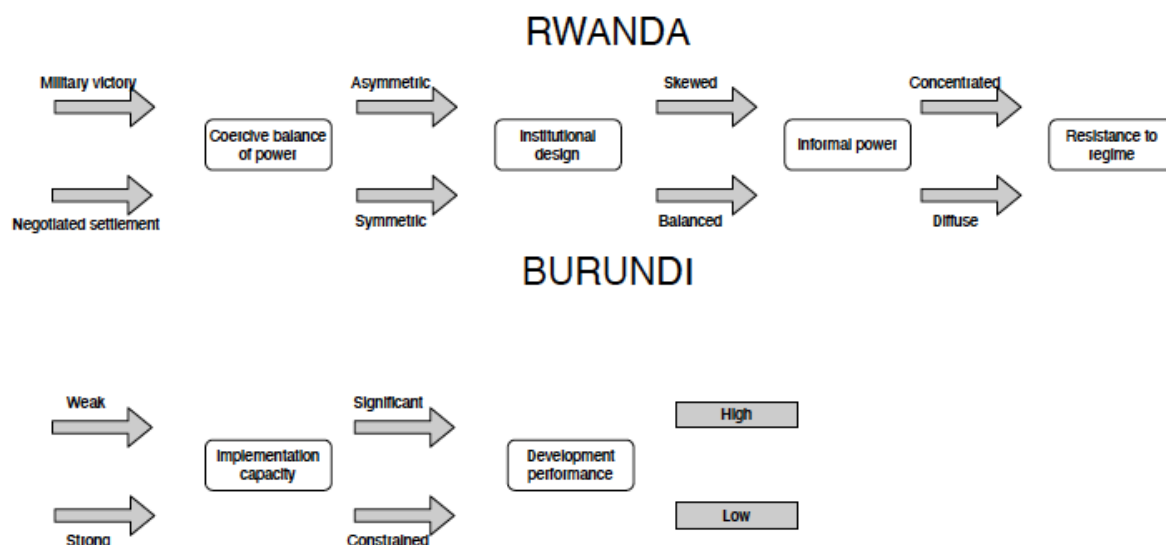 RWANDA
Military victory
Asymmetric
Skewed
Concentrated
Coercive balance
of power
Institutional
design
Informal power
Resistance to
regime
Negotiated settlement
Symmetric
Balanced
Diffuse
BURUNDI
Weak
Significant
High
Implementation
capacity
Development
performance
Strong
Constrained
Low